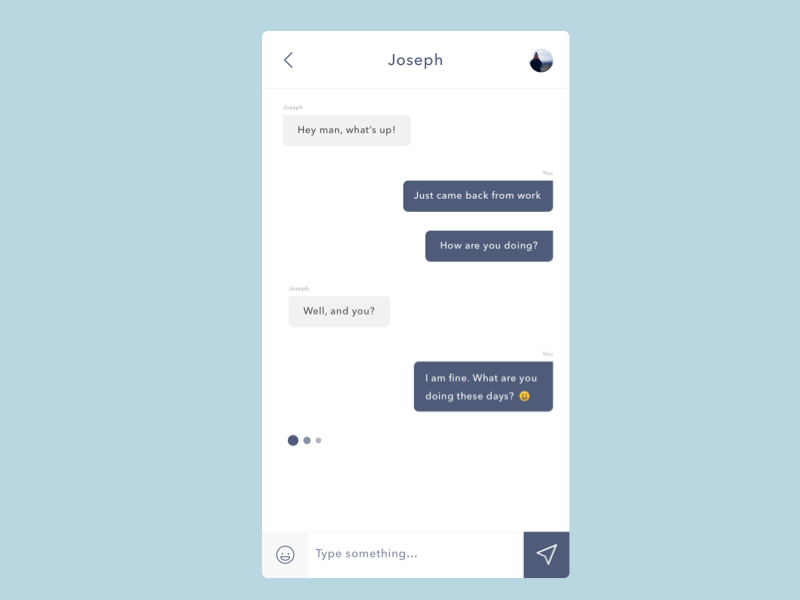 Joseph
Joseph
Hey man, what's up!
You
Just came back from work
How are you doing?
Joseph
Well, and you?
You
I am fine. What are you
doing these days? 😃
Type something...